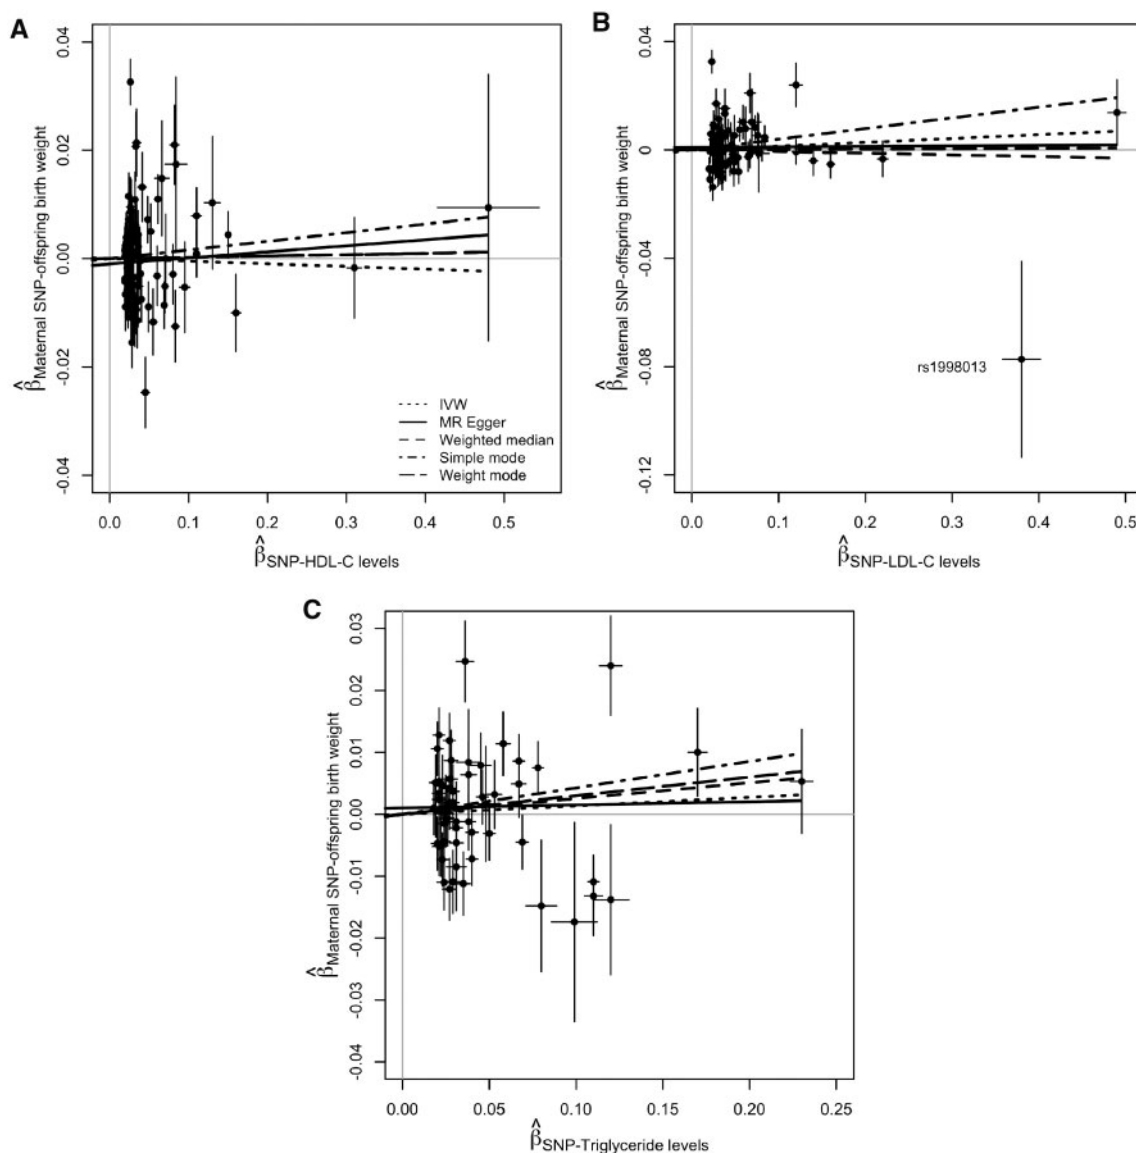 A
β̂Maternal SNP-offspring birth weight
0.04
0.02
0.00
-0.02
-0.04
IVW
MR Egger
Weighted median
Simple mode
Weight mode
0.0 0.1 0.2 0.3 0.4 0.5
β̂SNP-HDL-C levels
B
β̂Maternal SNP-offspring birth weight
0.04
0
-0.04
-0.08
-0.12
rs1998013
0.0 0.1 0.2 0.3 0.4 0.5
β̂SNP-LDL-C levels
C
β̂Maternal SNP-offspring birth weight
0.03
0.02
0.01
0.00
-0.01
-0.02
-0.03
-0.04
0.00 0.05 0.10 0.15 0.20 0.25
β̂SNP-Triglyceride levels